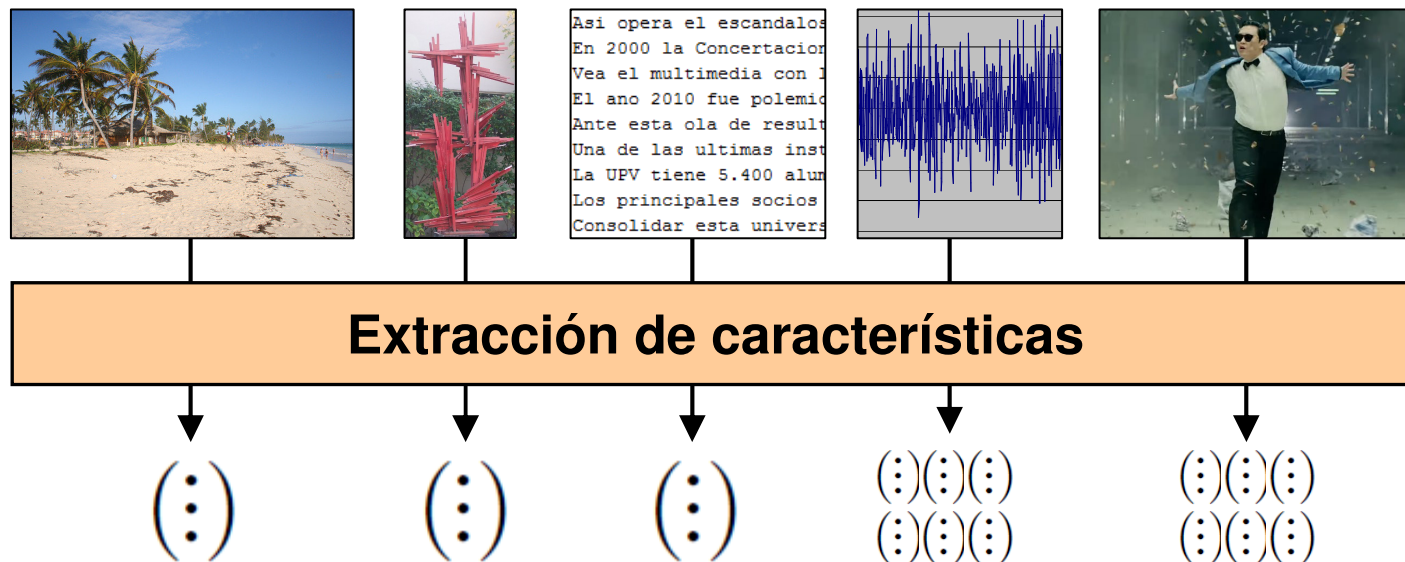 Asi opera el escandalos
En 2000 la Concertacion
Vea el multimedia con l
El ano 2010 fue polemic
Ante esta ola de result
Una de las ultimas inst
La UPV tiene 5.400 alum
Los principales socios
Consolidar esta univers
Extracción de característísticas